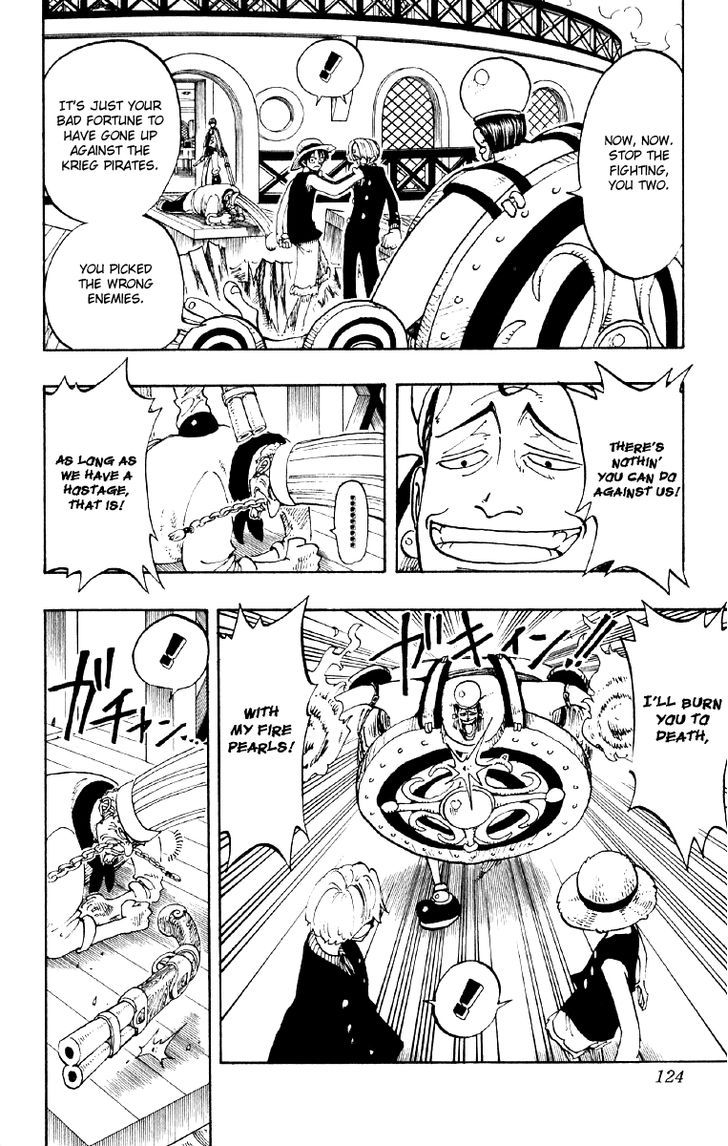 NOW, NOW.
STOP THE
FIGHTING,
YOU TWO.
!
IT'S JUST YOUR
BAD FORTUNE TO
HAVE GONE UP
AGAINST THE
KRIEG PIRATES.
YOU PICKED
THE WRONG
ENEMIES.
THERE'S
NOTHIN'
YOU CAN DO
AGAINST US!
AS LONG AS
WE HAVE A
HOSTAGE,
THAT IS!
.........
ガキィン!!
I'LL BURN
YOU TO
DEATH,
WITH
MY FIRE
PEARLS!
!
!
ガチャン
124